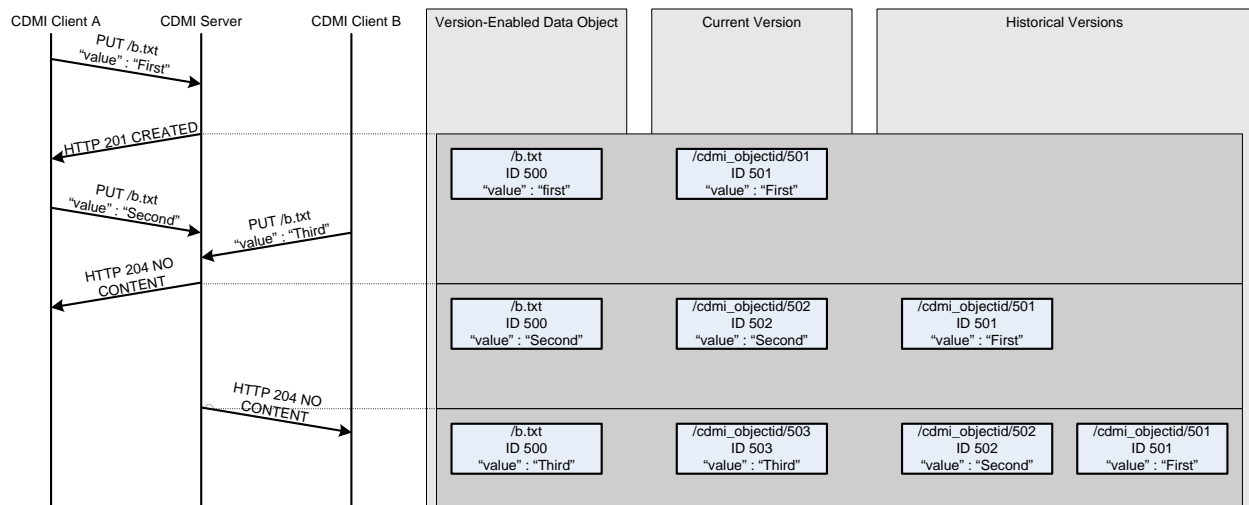 CDMI Client A
CDMI Server
CDMI Client B
Version-Enabled Data Object
Current Version
Historical Versions
PUT /b.txt
“value” : “First”
HTTP 201 CREATED
/b.txt
ID 500
“value” : “first”
/cdmi_objectid/501
ID 501
“value” : “First”
PUT /b.txt
“value” : “Second”
PUT /b.txt
“value” : “Third”
HTTP 204 NO
CONTENT
/b.txt
ID 500
“value” : “Second”
/cdmi_objectid/502
ID 502
“value” : “Second”
/cdmi_objectid/501
ID 501
“value” : “First”
HTTP 204 NO
CONTENT
/b.txt
ID 500
“value” : “Third”
/cdmi_objectid/503
ID 503
“value” : “Third”
/cdmi_objectid/502
ID 502
“value” : “Second”
/cdmi_objectid/501
ID 501
“value” : “First”